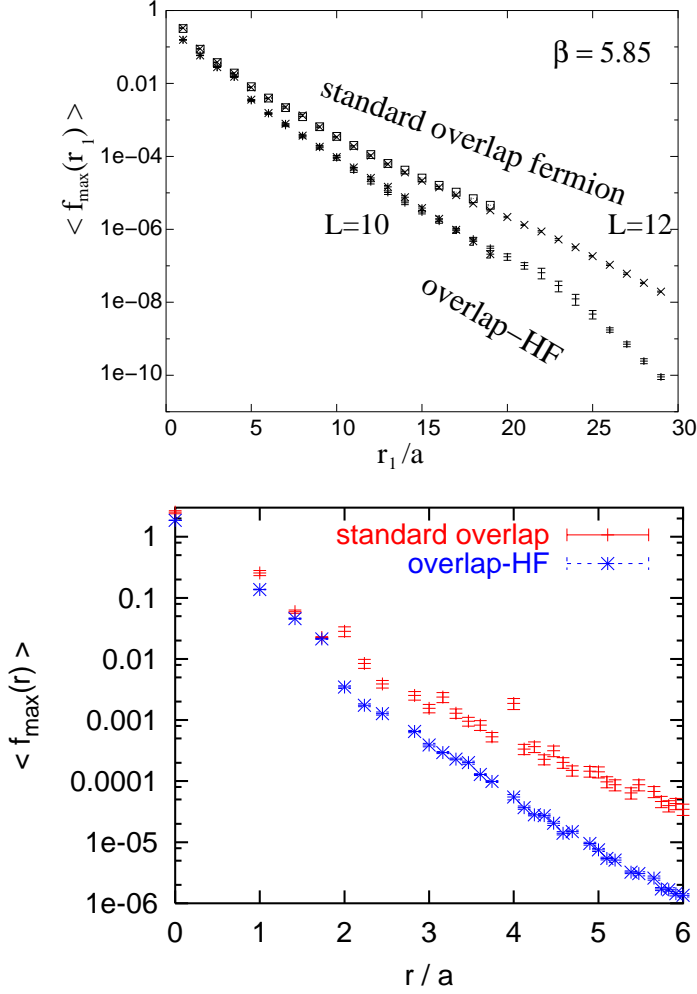 1
0.01
1e-04
1e-06
1e-08
1e-10
< f_max(r_1) >
β = 5.85
standard overlap fermion
L=10
L=12
overlap-HF
0 5 10 15 20 25 30
r_1/a
1
0.1
0.01
0.001
0.0001
1e-05
1e-06
< f_max(r) >
standard overlap
overlap-HF
0 1 2 3 4 5 6
r / a